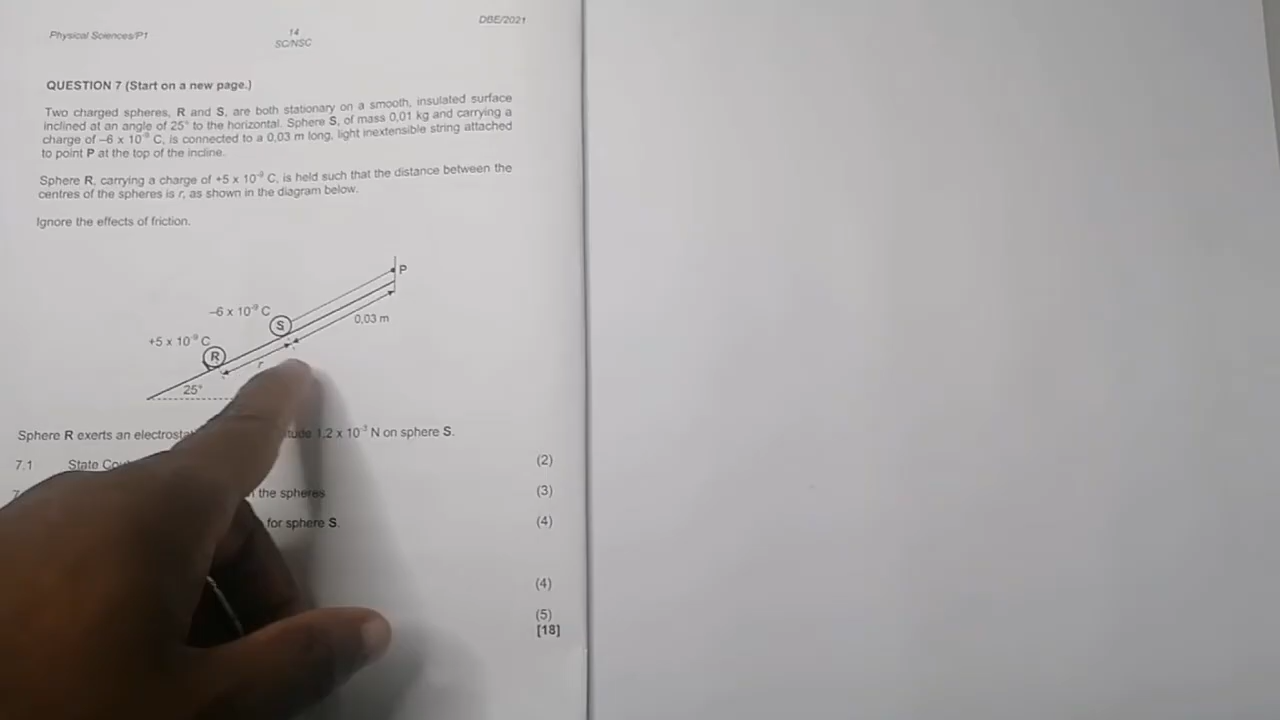 DBE/2021
Physical Sciences/P1
14
SC/NSC
QUESTION 7 (Start on a new page.)
Two charged spheres, R and S, are both stationary on a smooth, insulated surface
inclined at an angle of 25° to the horizontal. Sphere S, of mass 0,01 kg and carrying a
charge of –6 x 10⁻⁹ C, is connected to a 0,03 m long, light inextensible string attached
to point P at the top of the incline.
Sphere R, carrying a charge of +5 x 10⁻⁹ C, is held such that the distance between the
centres of the spheres is r, as shown in the diagram below.
Ignore the effects of friction.
P
–6 x 10⁻⁹ C
S
0,03 m
+5 x 10⁻⁹ C
R
r
25°
Sphere R exerts an 1,2 x 10⁻³ N on sphere S.
7.1 State (2)
the spheres (3)
for sphere S. (4)
(4)
(5)
[18]